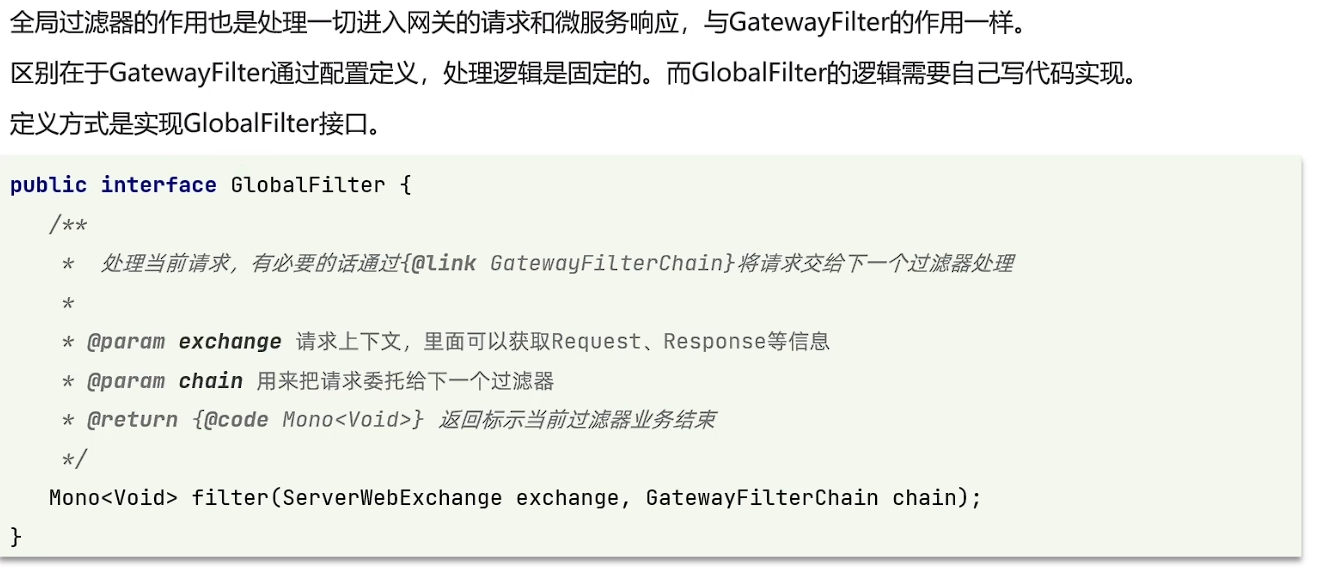 全局过滤器的作用也是处理一切进入网关的请求和微服务响应，与GatewayFilter的作用一样。
区别在于GatewayFilter通过配置定义，处理逻辑是固定的。而GlobalFilter的逻辑需要自己写代码实现。
定义方式是实现GlobalFilter接口。
public interface GlobalFilter {
/**
* 处理当前请求，有必要的话通过{@link GatewayFilterChain}将请求交给下一个过滤器处理
*
* @param exchange 请求上下文，里面可以获取Request、Response等信息
* @param chain 用来把请求委托给下一个过滤器
* @return {@code Mono<Void>} 返回标示当前过滤器业务结束
*/
Mono<Void> filter(ServerWebExchange exchange, GatewayFilterChain chain);
}